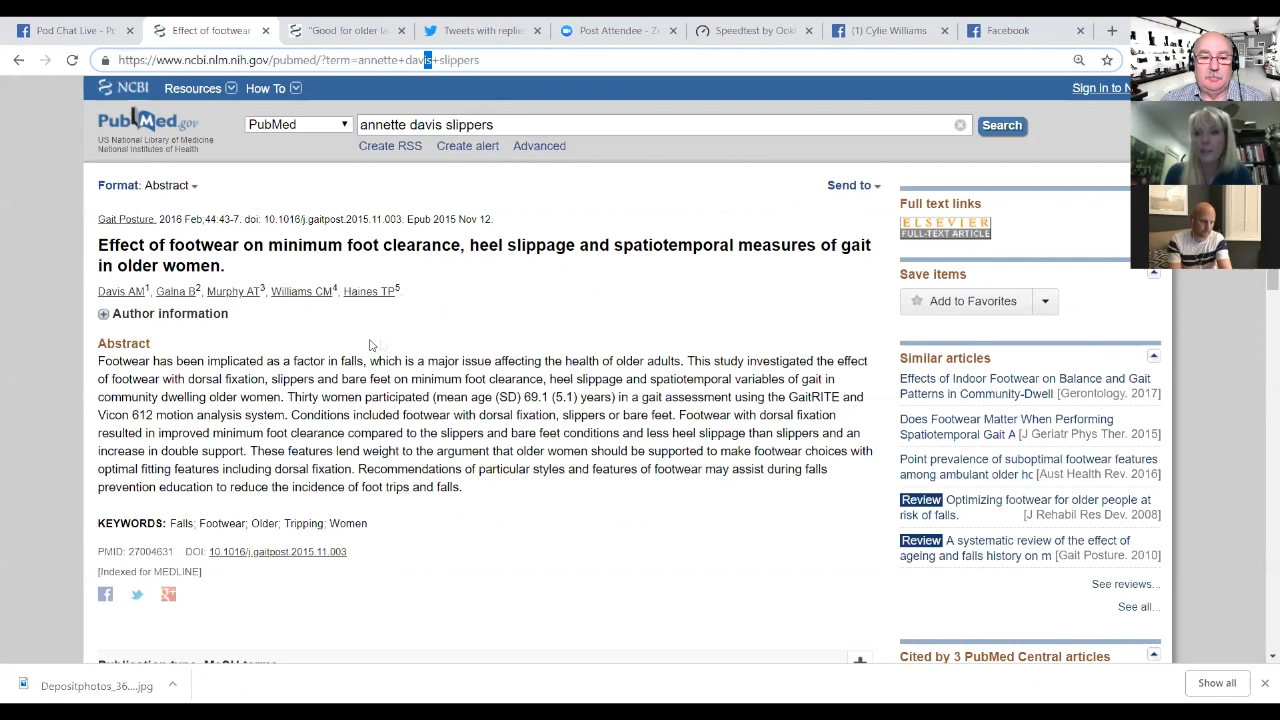 Pod Chat Live - P
Effect of footwear
"Good for older la
Tweets with replie
Post Attendee - Ze
Speedtest by Ookl
(1) Cylie Williams
Facebook
https://www.ncbi.nlm.nih.gov/pubmed/?term=annette+davis+slippers
NCBI Resources How To Sign in to N
PubMed.gov
US National Library of Medicine
National Institutes of Health
PubMed
annette davis slippers
Search
Create RSS Create alert Advanced
Format: Abstract
Send to
Gait Posture. 2016 Feb;44:43-7. doi: 10.1016/j.gaitpost.2015.11.003. Epub 2015 Nov 12.
Effect of footwear on minimum foot clearance, heel slippage and spatiotemporal measures of gait
in older women.
Davis AM1, Galna B2, Murphy AT3, Williams CM4, Haines TP5.
Author information
Abstract
Footwear has been implicated as a factor in falls, which is a major issue affecting the health of older adults. This study investigated the effect
of footwear with dorsal fixation, slippers and bare feet on minimum foot clearance, heel slippage and spatiotemporal variables of gait in
community dwelling older women. Thirty women participated (mean age (SD) 69.1 (5.1) years) in a gait assessment using the GaitRITE and
Vicon 612 motion analysis system. Conditions included footwear with dorsal fixation, slippers or bare feet. Footwear with dorsal fixation
resulted in improved minimum foot clearance compared to the slippers and bare feet conditions and less heel slippage than slippers and an
increase in double support. These features lend weight to the argument that older women should be supported to make footwear choices with
optimal fitting features including dorsal fixation. Recommendations of particular styles and features of footwear may assist during falls
prevention education to reduce the incidence of foot trips and falls.
KEYWORDS: Falls; Footwear; Older; Tripping; Women
PMID: 27004631 DOI: 10.1016/j.gaitpost.2015.11.003
[Indexed for MEDLINE]
Publication type, MeSH terms
Full text links
ELSEVIER
FULL-TEXT ARTICLE
Save items
Add to Favorites
Similar articles
Effects of Indoor Footwear on Balance and Gait
Patterns in Community-Dwell [Gerontology. 2017]
Does Footwear Matter When Performing
Spatiotemporal Gait A [J Geriatr Phys Ther. 2015]
Point prevalence of suboptimal footwear features
among ambulant older ho [Aust Health Rev. 2016]
Review Optimizing footwear for older people at
risk of falls. [J Rehabil Res Dev. 2008]
Review A systematic review of the effect of
ageing and falls history on m [Gait Posture. 2010]
See reviews...
See all...
Cited by 3 PubMed Central articles
Depositphotos_36....jpg
Show all